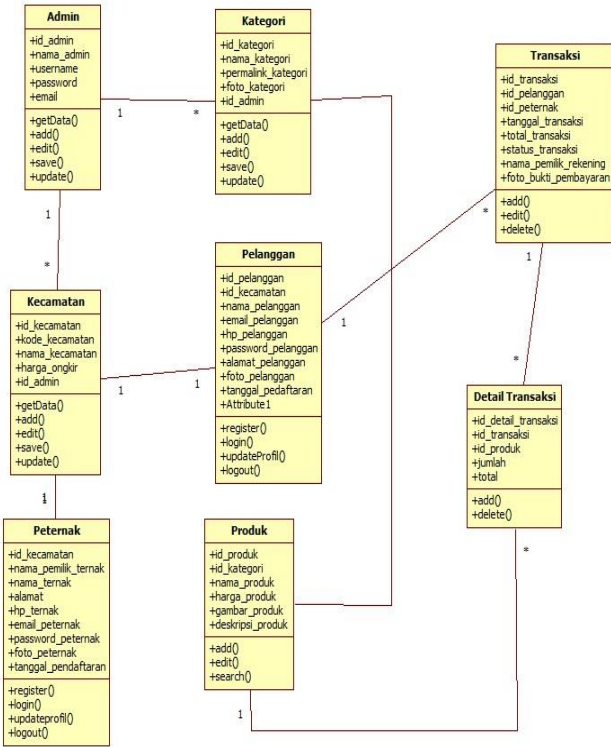 Admin
+id_admin
+nama_admin
+username
+password
+email
+getData()
+add()
+edit()
+save()
+update()
1
*
1
*
Kategori
+id_kategori
+nama_kategori
+permalink_kategori
+foto_kategori
+id_admin
+getData()
+add()
+edit()
+save()
+update()
Transaksi
+id_transaksi
+id_pelanggan
+id_peternak
+tanggal_transaksi
+total_transaksi
+status_transaksi
+nama_pemilik_rekening
+foto_bukti_pembayaran
+add()
+edit()
+delete()
*
1
1
*
Pelanggan
+id_pelanggan
+id_kecamatan
+nama_pelanggan
+email_pelanggan
+hp_pelanggan
+password_pelanggan
+alamat_pelanggan
+foto_pelanggan
+tanggal_pedaftaran
+Attribute1
+register()
+login()
+updateProfil()
+logout()
Kecamatan
+id_kecamatan
+kode_kecamatan
+nama_kecamatan
+harga_ongkir
+id_admin
+getData()
+add()
+edit()
+save()
+update()
1
1
Detail Transaksi
+id_detail_transaksi
+id_transaksi
+id_produk
+jumlah
+total
+add()
+delete()
*
Peternak
+id_kecamatan
+nama_pemilik_ternak
+nama_ternak
+alamat
+hp_ternak
+email_peternak
+password_peternak
+foto_peternak
+tanggal_pendaftaran
+register()
+login()
+updateprofil()
+logout()
Produk
+id_produk
+id_kategori
+nama_produk
+harga_produk
+gambar_produk
+deskripsi_produk
+add()
+edit()
+search()
1